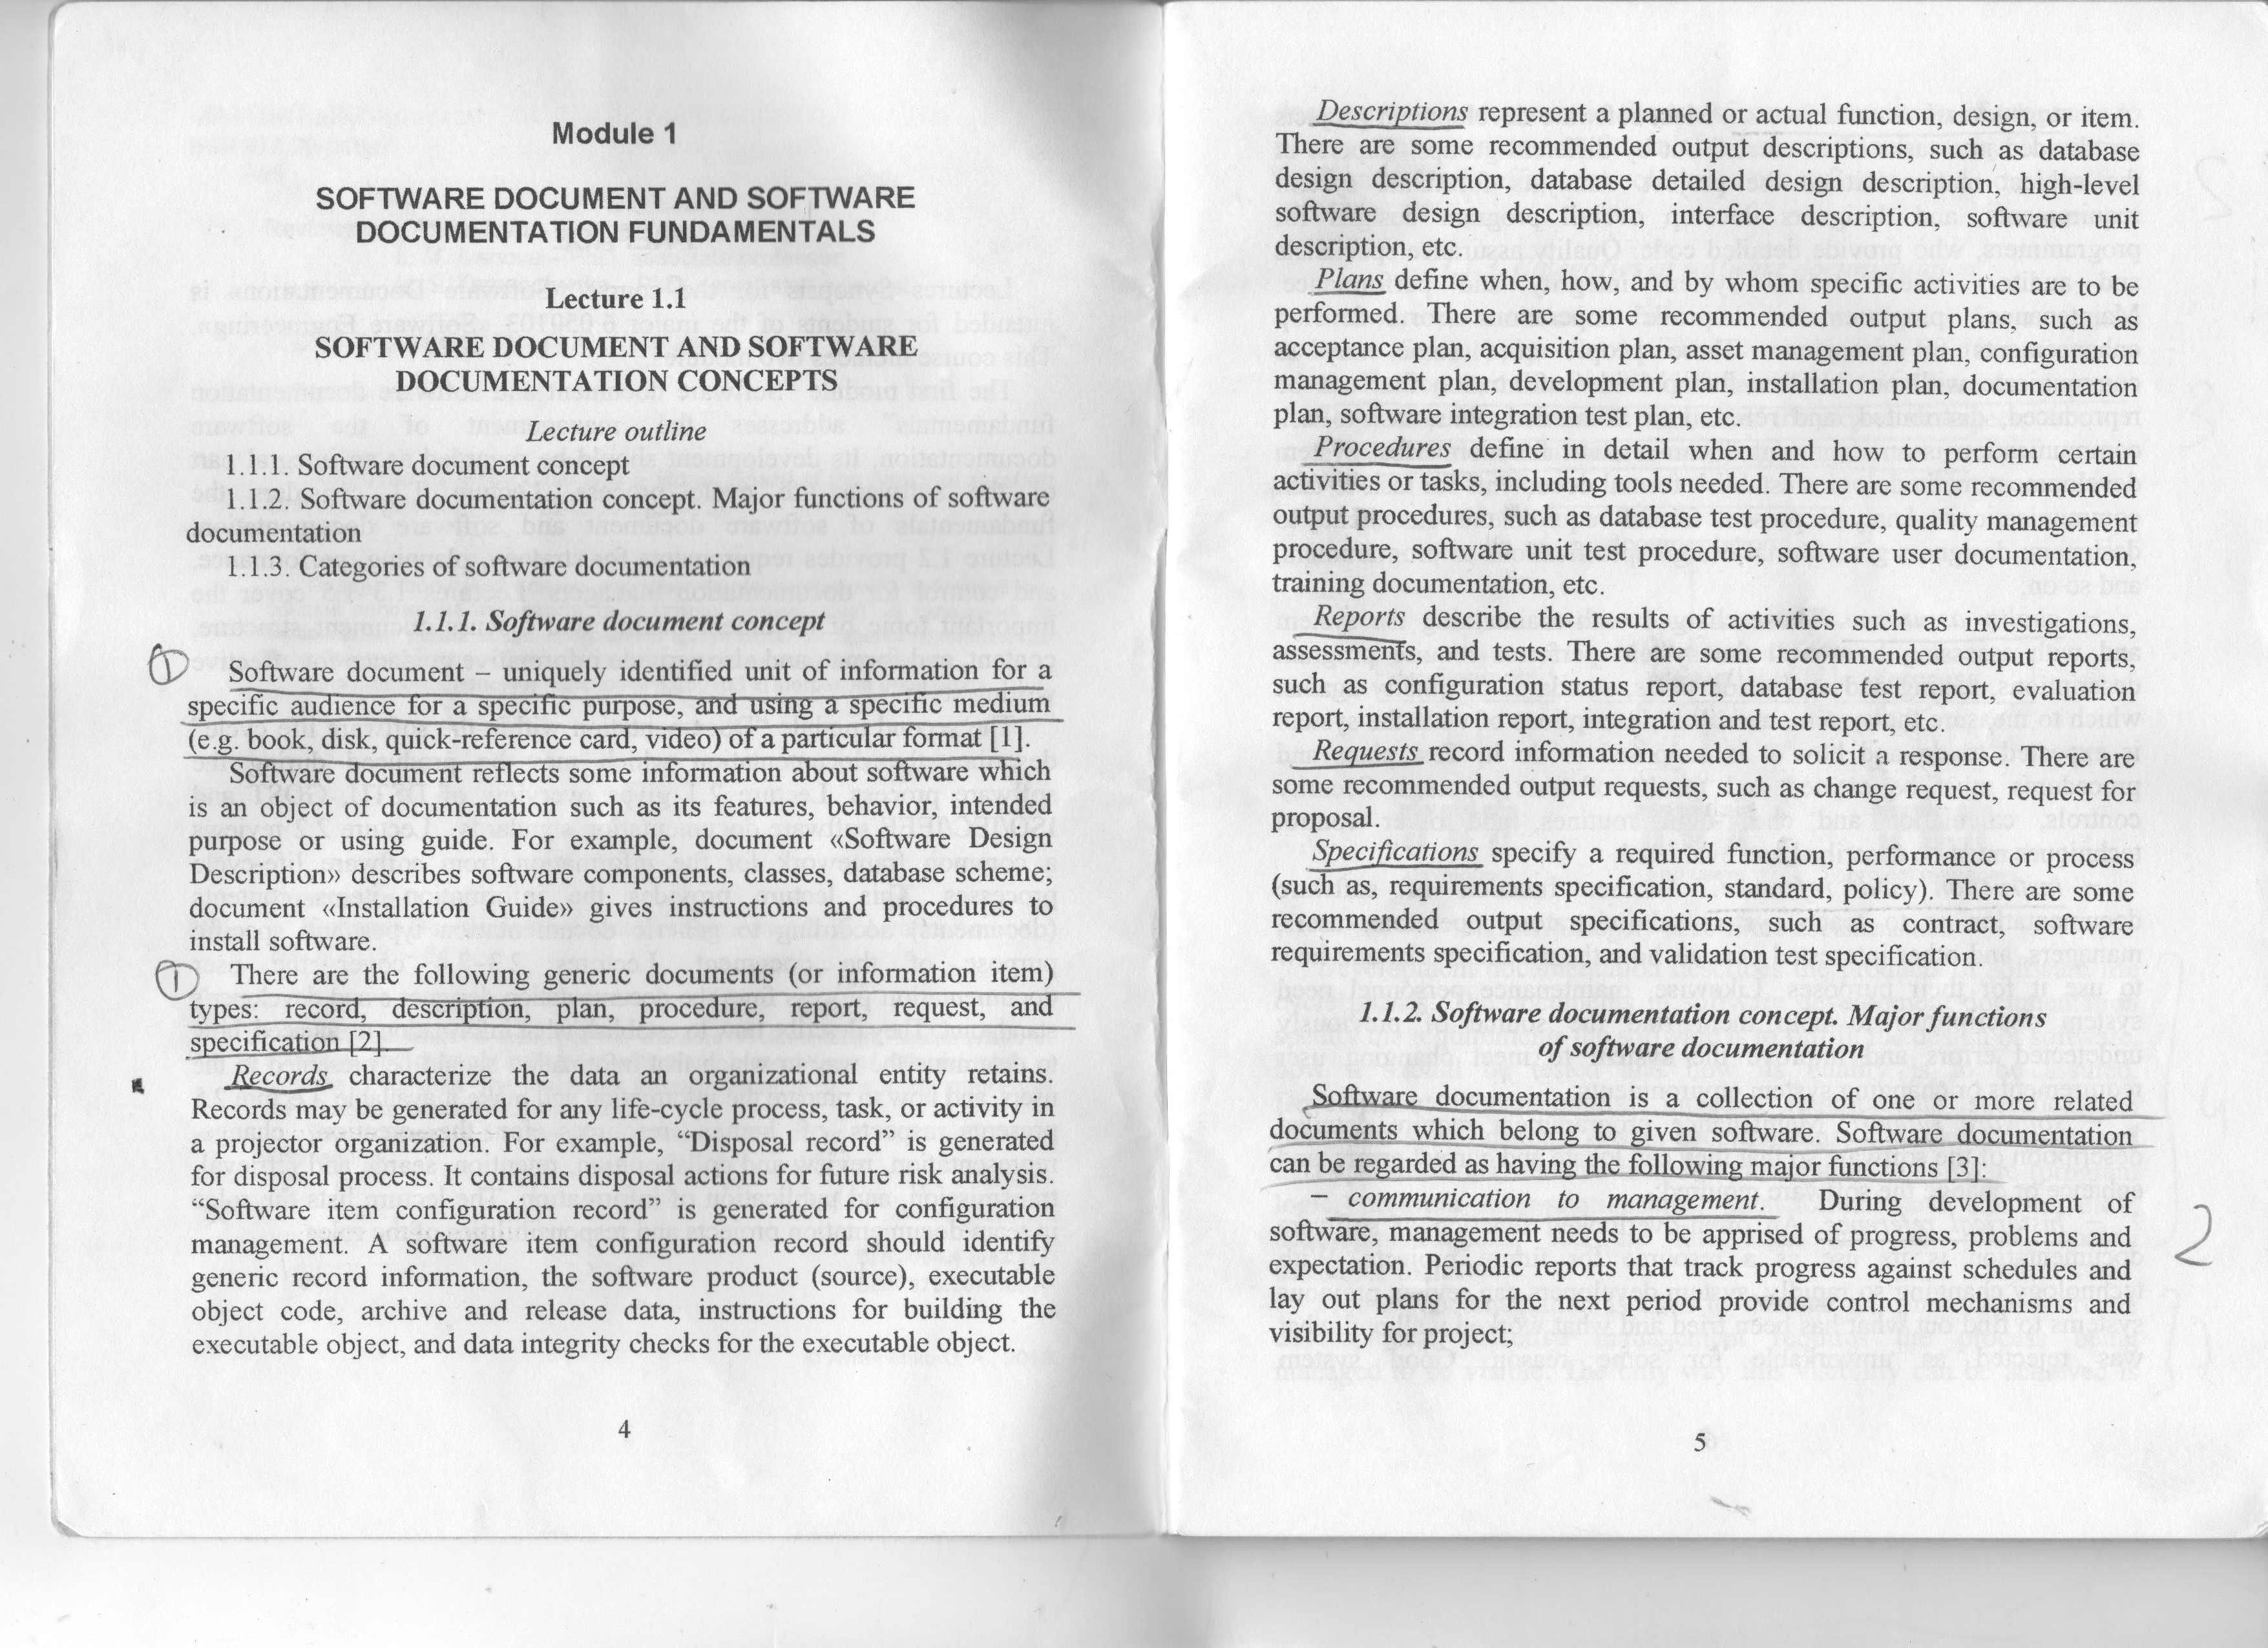 Module 1
SOFTWARE DOCUMENT AND SOFTWARE
DOCUMENTATION FUNDAMENTALS
Lecture 1.1
SOFTWARE DOCUMENT AND SOFTWARE
DOCUMENTATION CONCEPTS
Lecture outline
1.1.1. Software document concept
1.1.2. Software documentation concept. Major functions of software
documentation
1.1.3. Categories of software documentation
1.1.1. Software document concept
1
Software document – uniquely identified unit of information for a
specific audience for a specific purpose, and using a specific medium
(e.g. book, disk, quick-reference card, video) of a particular format [1].
Software document reflects some information about software which
is an object of documentation such as its features, behavior, intended
purpose or using guide. For example, document «Software Design
Description» describes software components, classes, database scheme;
document «Installation Guide» gives instructions and procedures to
install software.
1
There are the following generic documents (or information item)
types: record, description, plan, procedure, report, request, and
specification [2].
Records characterize the data an organizational entity retains.
Records may be generated for any life-cycle process, task, or activity in
a projector organization. For example, “Disposal record” is generated
for disposal process. It contains disposal actions for future risk analysis.
“Software item configuration record” is generated for configuration
management. A software item configuration record should identify
generic record information, the software product (source), executable
object code, archive and release data, instructions for building the
executable object, and data integrity checks for the executable object.
4
Descriptions represent a planned or actual function, design, or item.
There are some recommended output descriptions, such as database
design description, database detailed design description, high-level
software design description, interface description, software unit
description, etc.
Plans define when, how, and by whom specific activities are to be
performed. There are some recommended output plans, such as
acceptance plan, acquisition plan, asset management plan, configuration
management plan, development plan, installation plan, documentation
plan, software integration test plan, etc.
Procedures define in detail when and how to perform certain
activities or tasks, including tools needed. There are some recommended
output procedures, such as database test procedure, quality management
procedure, software unit test procedure, software user documentation,
training documentation, etc.
Reports describe the results of activities such as investigations,
assessments, and tests. There are some recommended output reports,
such as configuration status report, database test report, evaluation
report, installation report, integration and test report, etc.
Requests record information needed to solicit a response. There are
some recommended output requests, such as change request, request for
proposal.
Specifications specify a required function, performance or process
(such as, requirements specification, standard, policy). There are some
recommended output specifications, such as contract, software
requirements specification, and validation test specification.
1.1.2. Software documentation concept. Major functions
of software documentation
Software documentation is a collection of one or more related
documents which belong to given software. Software documentation
can be regarded as having the following major functions [3]:
– communication to management. During development of
software, management needs to be apprised of progress, problems and
expectation. Periodic reports that track progress against schedules and
lay out plans for the next period provide control mechanisms and
visibility for project;
2
5